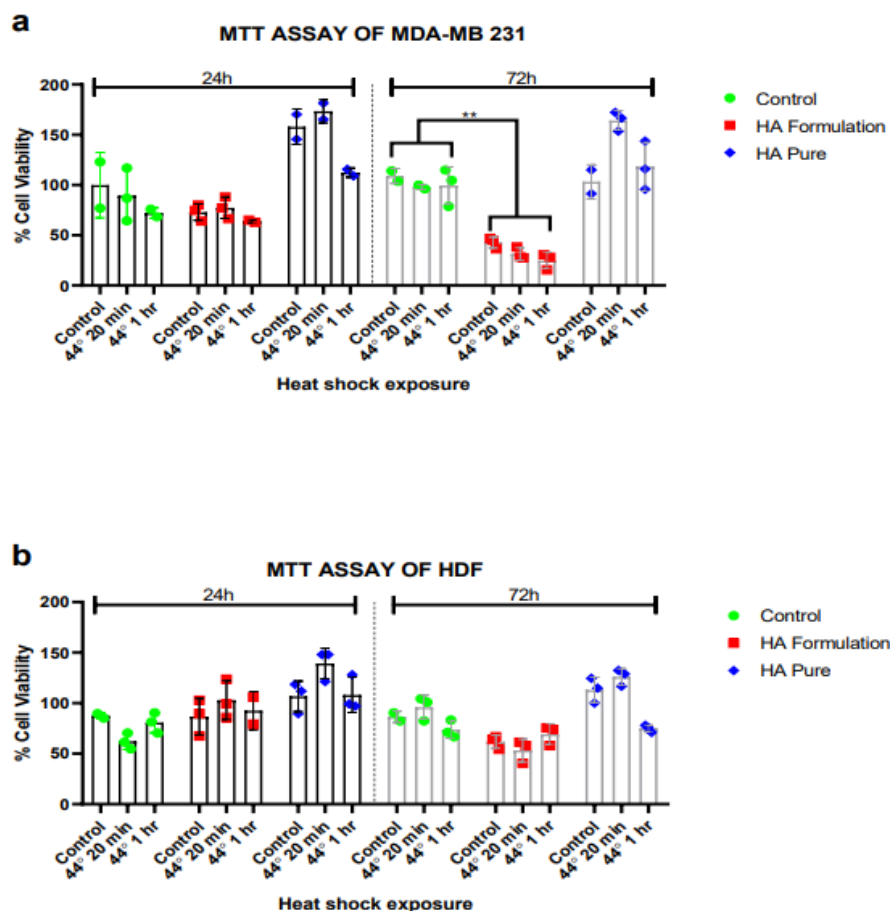 a
MTT ASSAY OF MDA-MB 231
24h
72h
200
150
100
50
0
% Cell Viability
**
Control
HA Formulation
HA Pure
Control
44° 20 min
44° 1 hr
Control
44° 20 min
44° 1 hr
Control
44° 20 min
44° 1 hr
Control
44° 20 min
44° 1 hr
Control
44° 20 min
44° 1 hr
Control
44° 20 min
44° 1 hr
Heat shock exposure
b
MTT ASSAY OF HDF
24h
72h
200
150
100
50
0
% Cell Viability
Control
HA Formulation
HA Pure
Control
44° 20 min
44° 1 hr
Control
44° 20 min
44° 1 hr
Control
44° 20 min
44° 1 hr
Control
44° 20 min
44° 1 hr
Control
44° 20 min
44° 1 hr
Control
44° 20 min
44° 1 hr
Heat shock exposure